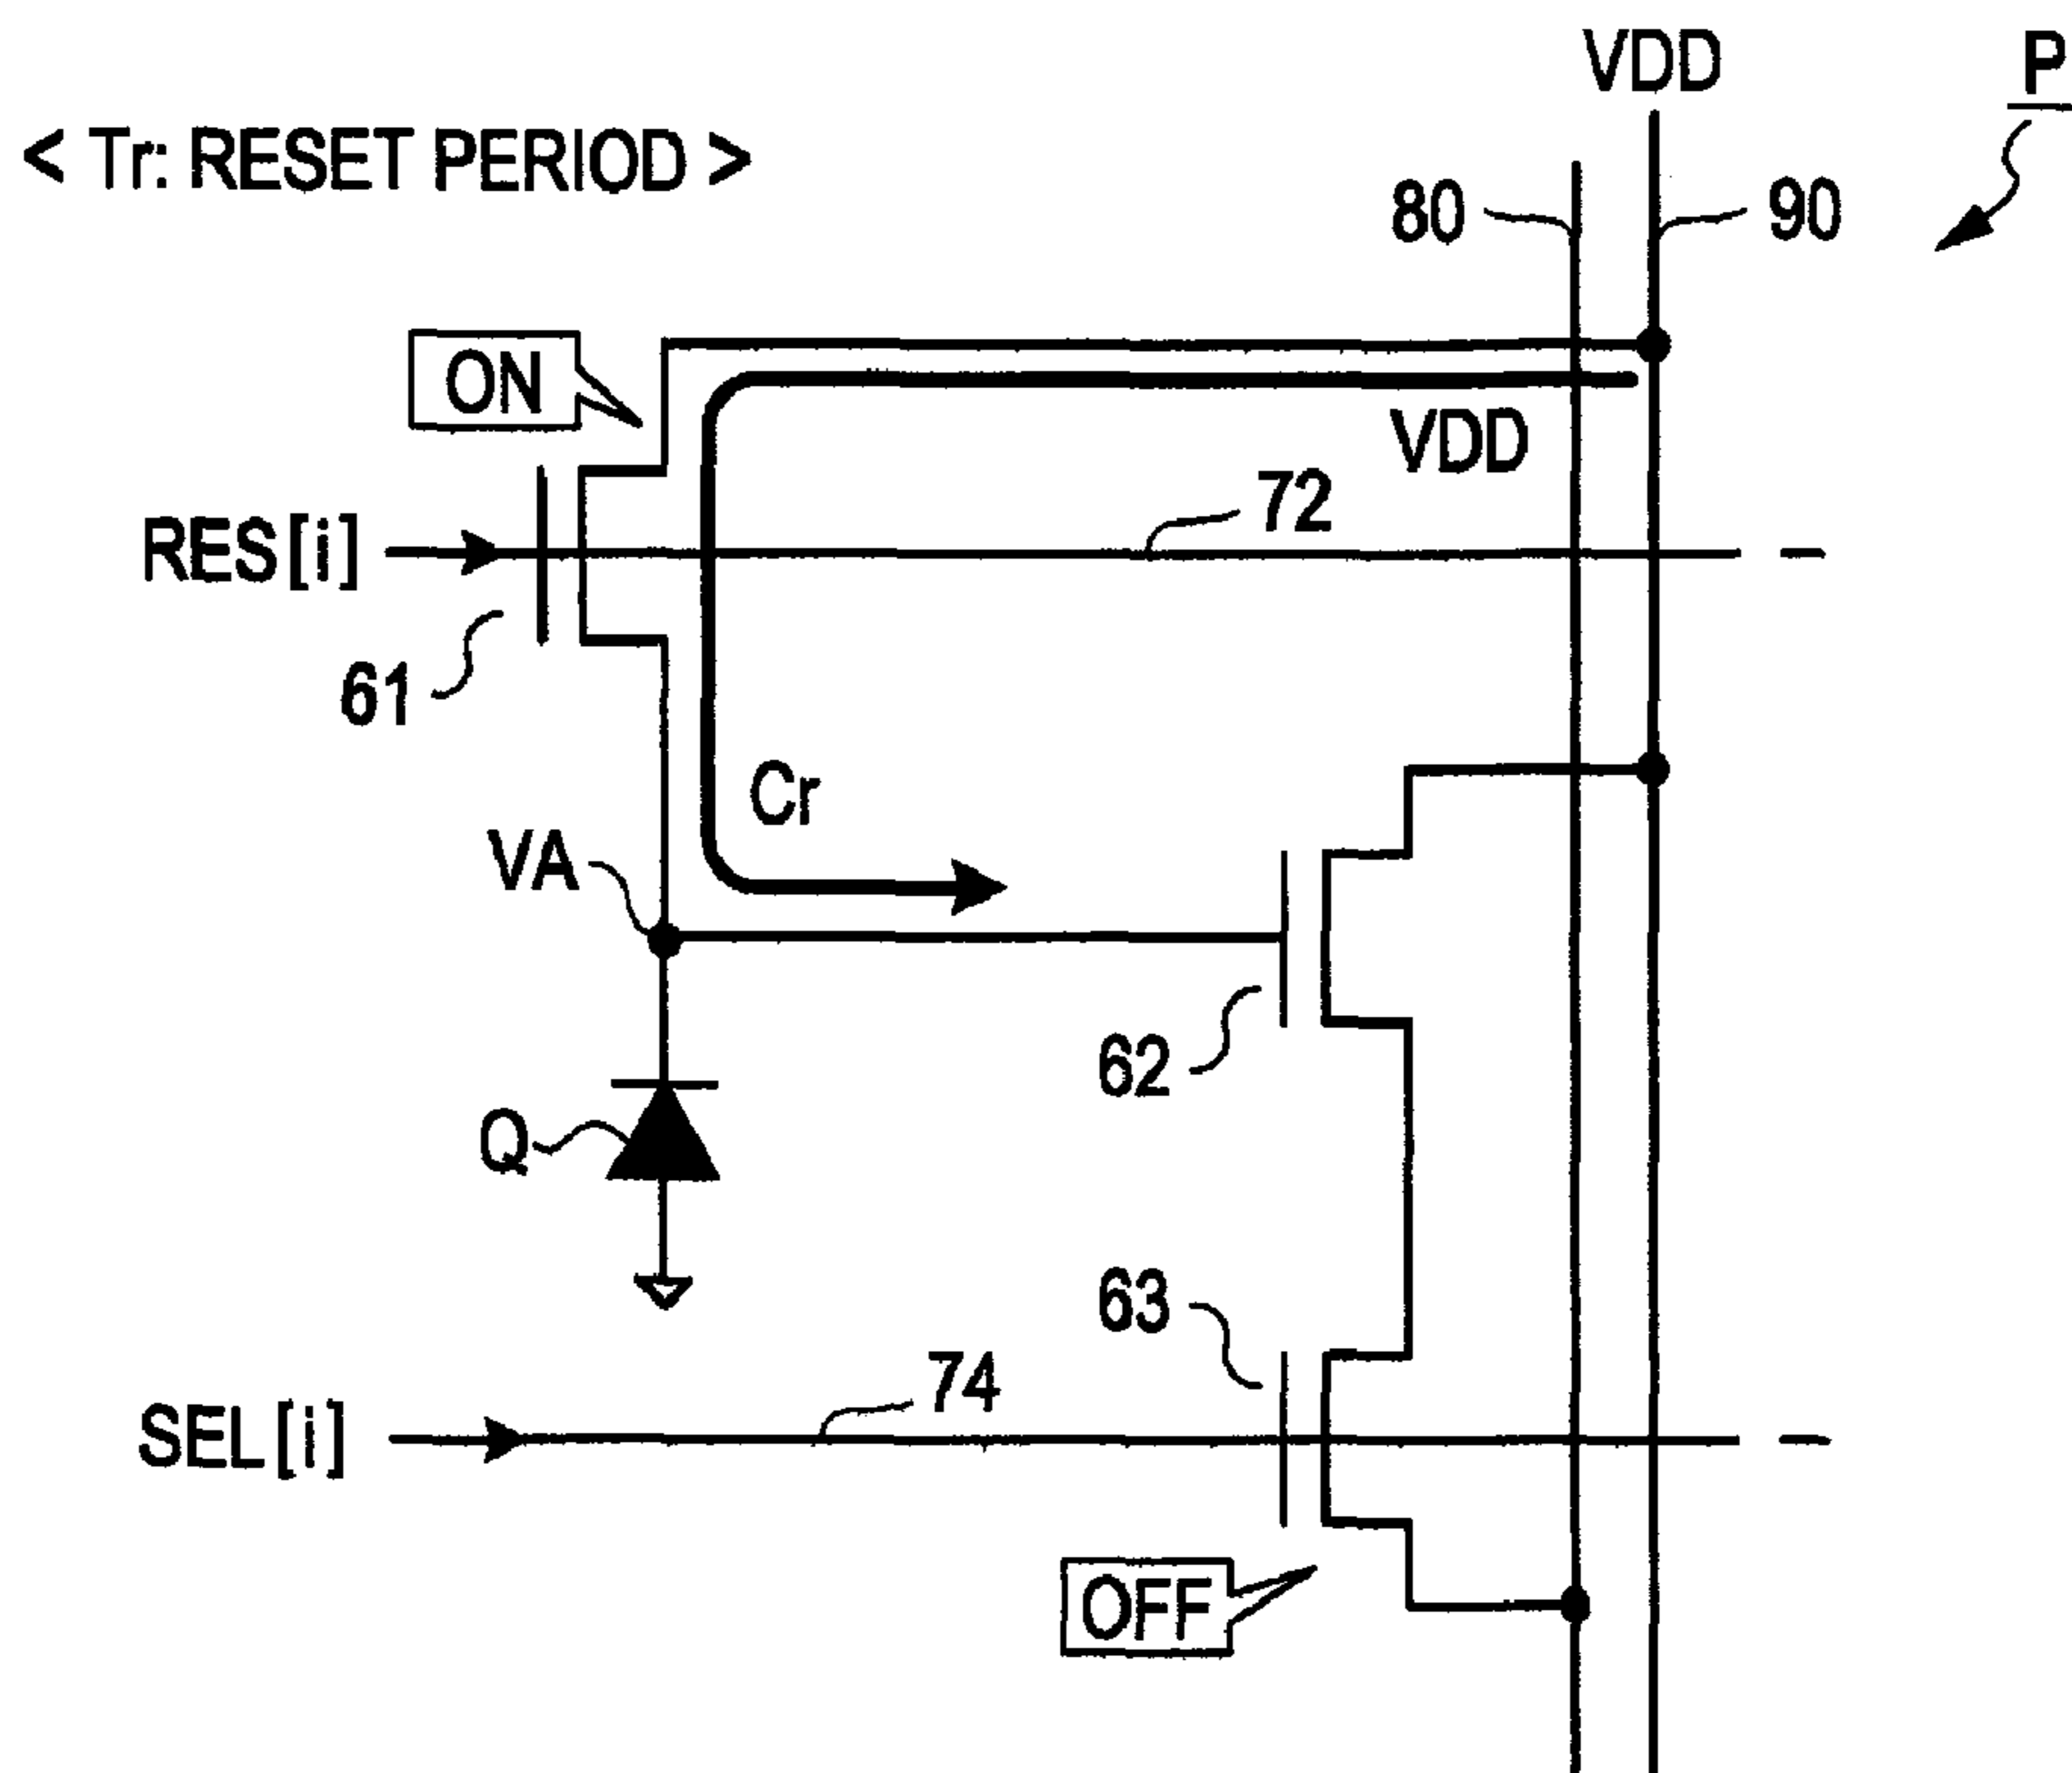 VDD
P
< Tr: RESET PERIOD >
80
90
ON
VDD
72
RES[i]
61
Cr
VA
62
Q
63
74
SEL[i]
OFF